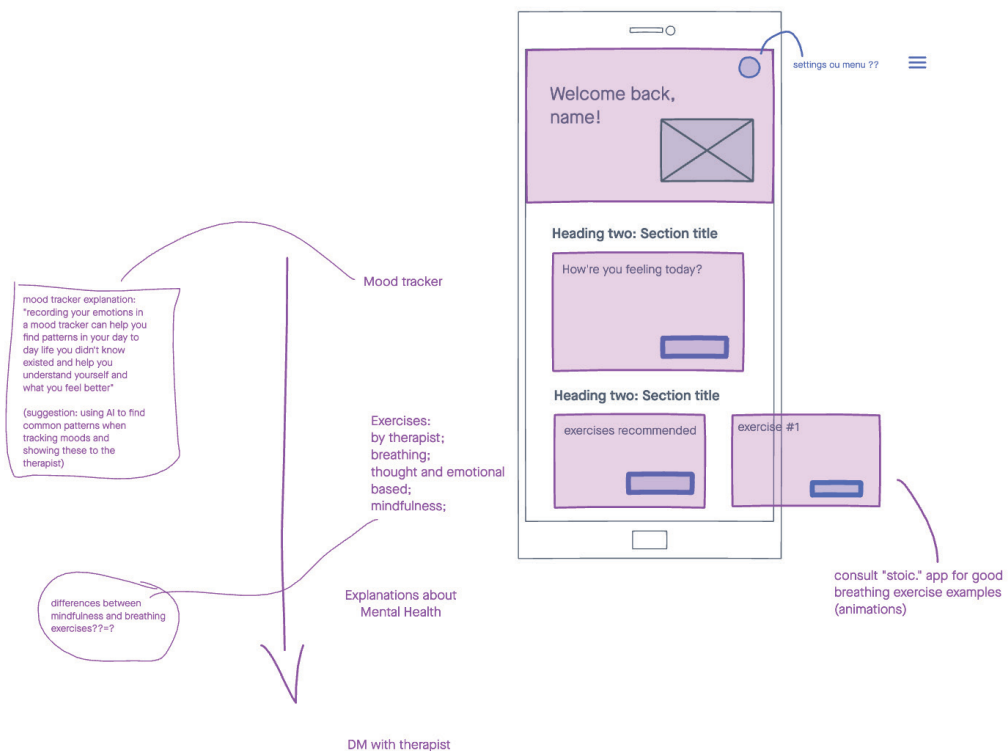 settings ou menu ??
Welcome back,
name!
Heading two: Section title
How're you feeling today?
Heading two: Section title
exercises recommended
exercise #1
consult "stoic." app for good
breathing exercise examples
(animations)
Mood tracker
mood tracker explanation:
"recording your emotions in
a mood tracker can help you
find patterns in your day to
day life you didn't know
existed and help you
understand yourself and
what you feel better"
(suggestion: using AI to find
common patterns when
tracking moods and
showing these to the
therapist)
Exercises:
by therapist;
breathing;
thought and emotional
based;
mindfulness;
differences between
mindfulness and breathing
exercises??=?
Explanations about
Mental Health
DM with therapist